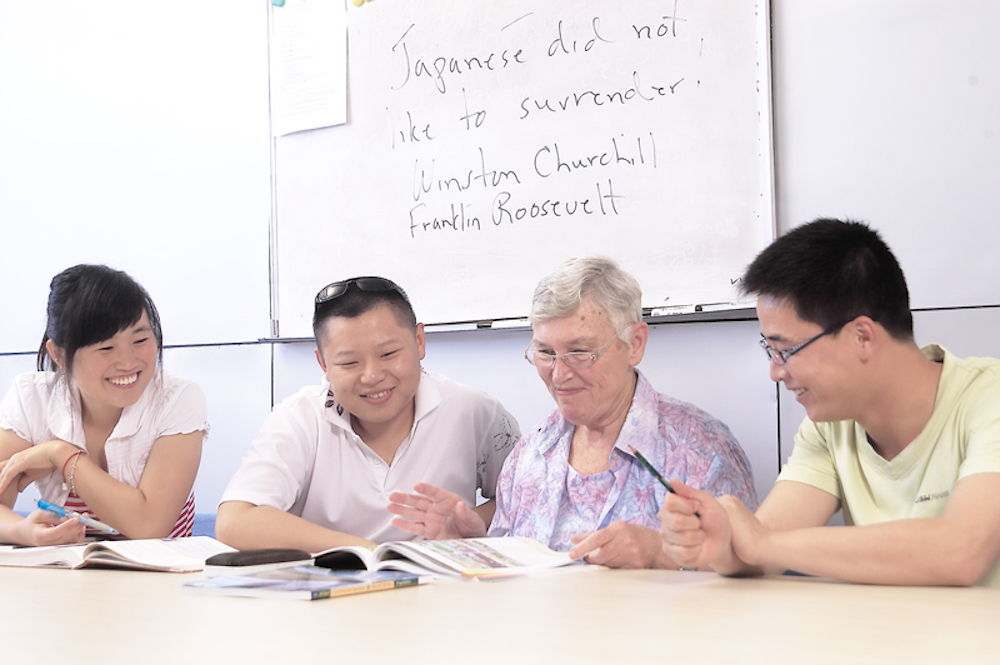 Japanese did not
like to surrender.
Winston Churchill
Franklin Roosevelt